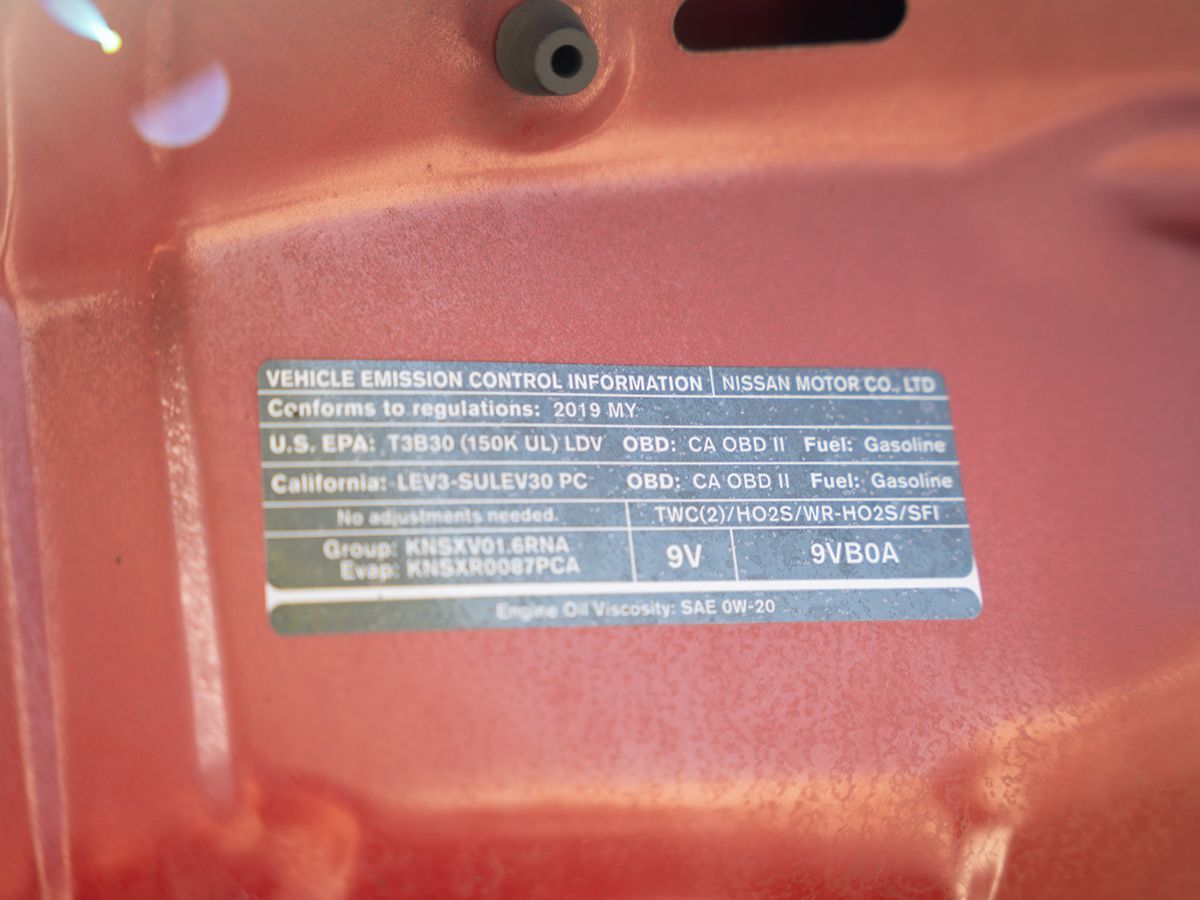 VEHICLE EMISSION CONTROL INFORMATION NISSAN MOTOR CO., LTD
Conforms to regulations: 2019 MY
U.S. EPA: T3B30 (150K UL) LDV OBD: CA OBD II Fuel: Gasoline
California: LEV3-SULEV30 PC OBD: CA OBD II Fuel: Gasoline
No adjustments needed. TWC(2)/HO2S/WR-HO2S/SFI
Group: KNSXV01.6RNA 9V 9VB0A
Evap: KNSXR0087PCA
Engine Oil Viscosity: SAE 0W-20